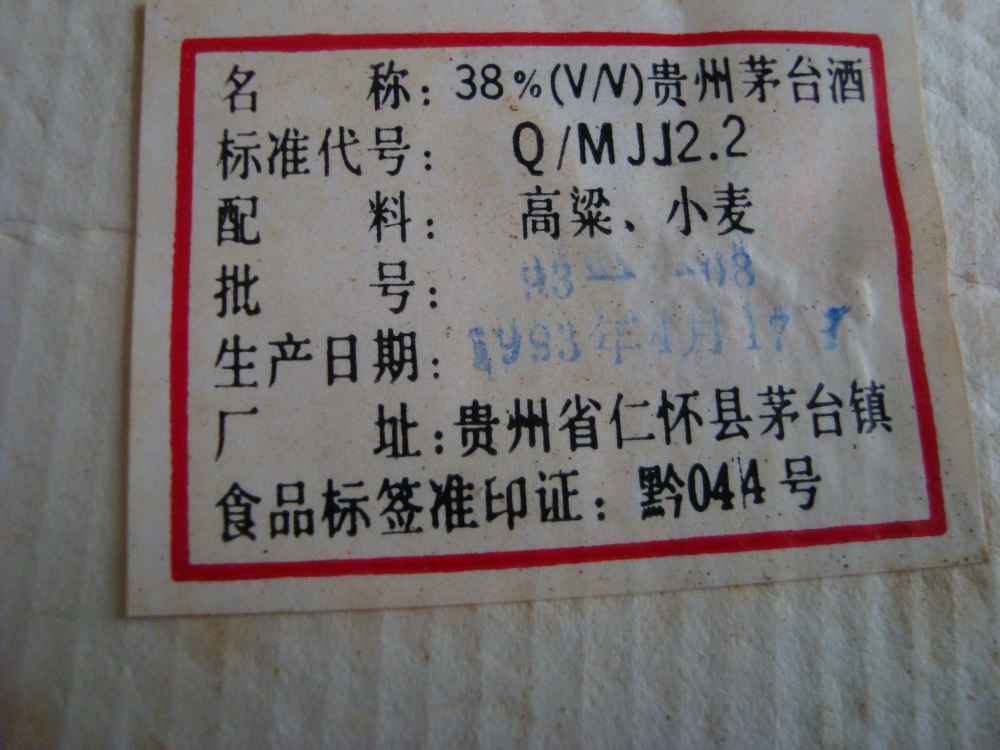 名 称：38%(V/V)贵州茅台酒
标准代号： Q/MJJ2.2
配 料： 高粱、小麦
批 号： 93 -08
生产日期：1993年4月17
厂 址：贵州省仁怀县茅台镇
食品标签准印证：黔0414号